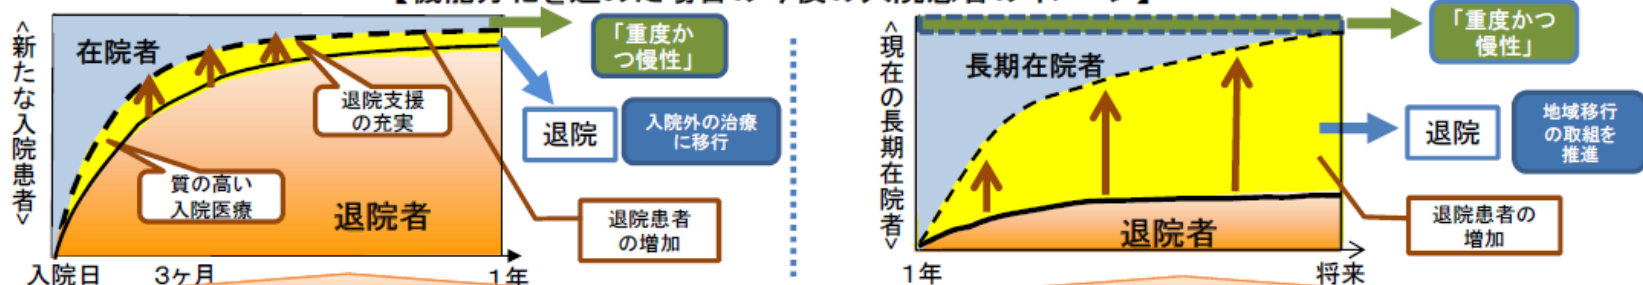 <新たな入院患者>
在院者
「重度か
つ慢性」
退院支援
の充実
退院
入院外の治療
に移行
質の高い
入院医療
退院者
退院患者
の増加
入院日
3ヶ月
1年
<現在の長期在院者>
長期在院者
「重度かつ
慢性」
退院
地域移行
の取組を
推進
退院患者の
増加
退院者
1年
将来